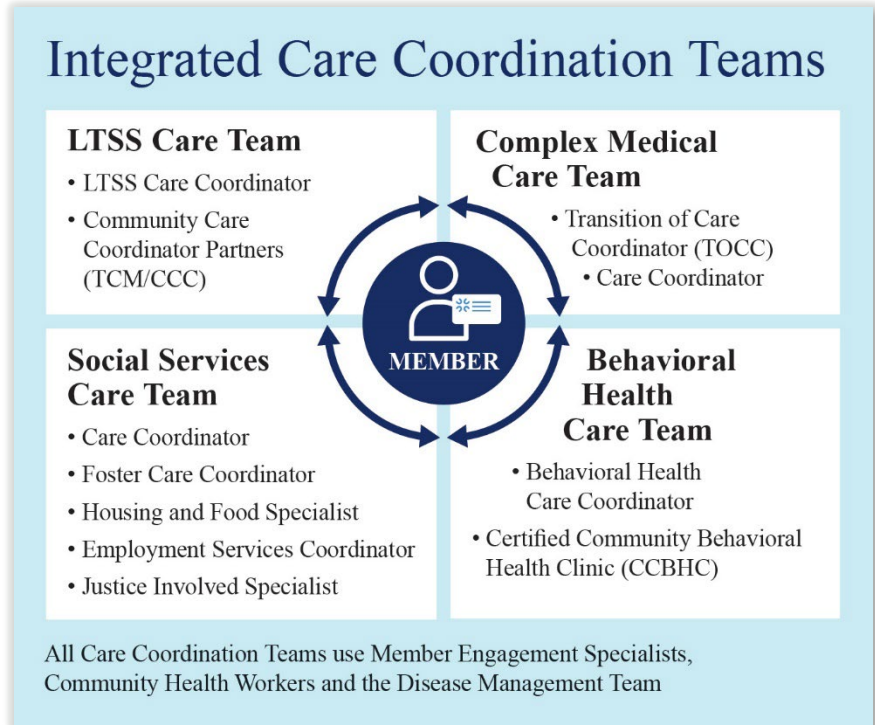 Integrated Care Coordination Teams
LTSS Care Team
• LTSS Care Coordinator
• Community Care
Coordinator Partners
(TCM/CCC)
Complex Medical
Care Team
• Transition of Care
Coordinator (TOCC)
• Care Coordinator
MEMBER
Social Services
Care Team
• Care Coordinator
• Foster Care Coordinator
• Housing and Food Specialist
• Employment Services Coordinator
• Justice Involved Specialist
Behavioral
Health
Care Team
• Behavioral Health
Care Coordinator
• Certified Community Behavioral
Health Clinic (CCBHC)
All Care Coordination Teams use Member Engagement Specialists,
Community Health Workers and the Disease Management Team